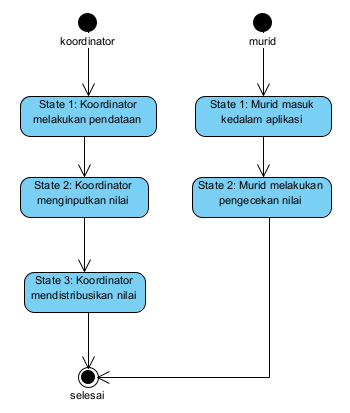 koordinator
murid
State 1: Koordinator
melakukan pendataan
State 1: Murid masuk
kedalam aplikasi
State 2: Koordinator
menginputkan nilai
State 2: Murid melakukan
pengecekan nilai
State 3: Koordinator
mendistribusikan nilai
selesai